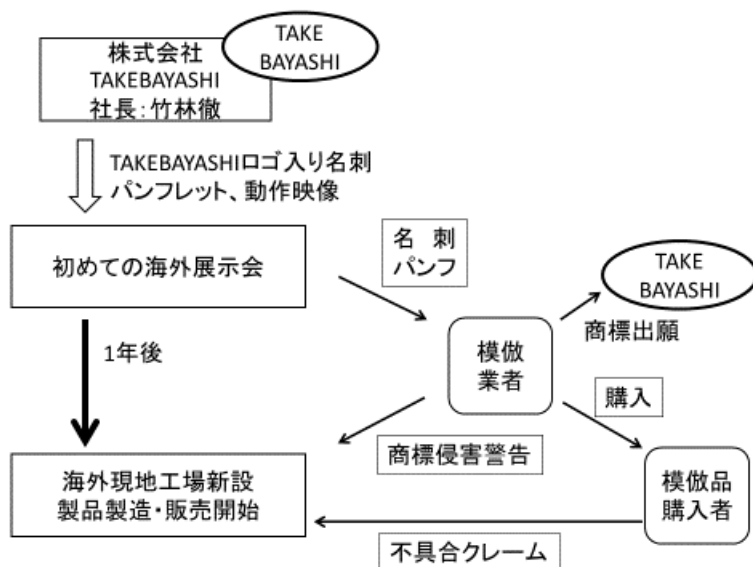 株式会社
TAKEBAYASHI
社長：竹林徹
TAKE
BAYASHI
TAKEBAYASHIロゴ入り名刺
パンフレット、動作映像
初めての海外展示会
名　刺
パンフ
TAKE
BAYASHI
商標出願
模倣
業者
1年後
購入
商標侵害警告
海外現地工場新設
製品製造・販売開始
模倣品
購入者
不具合クレーム